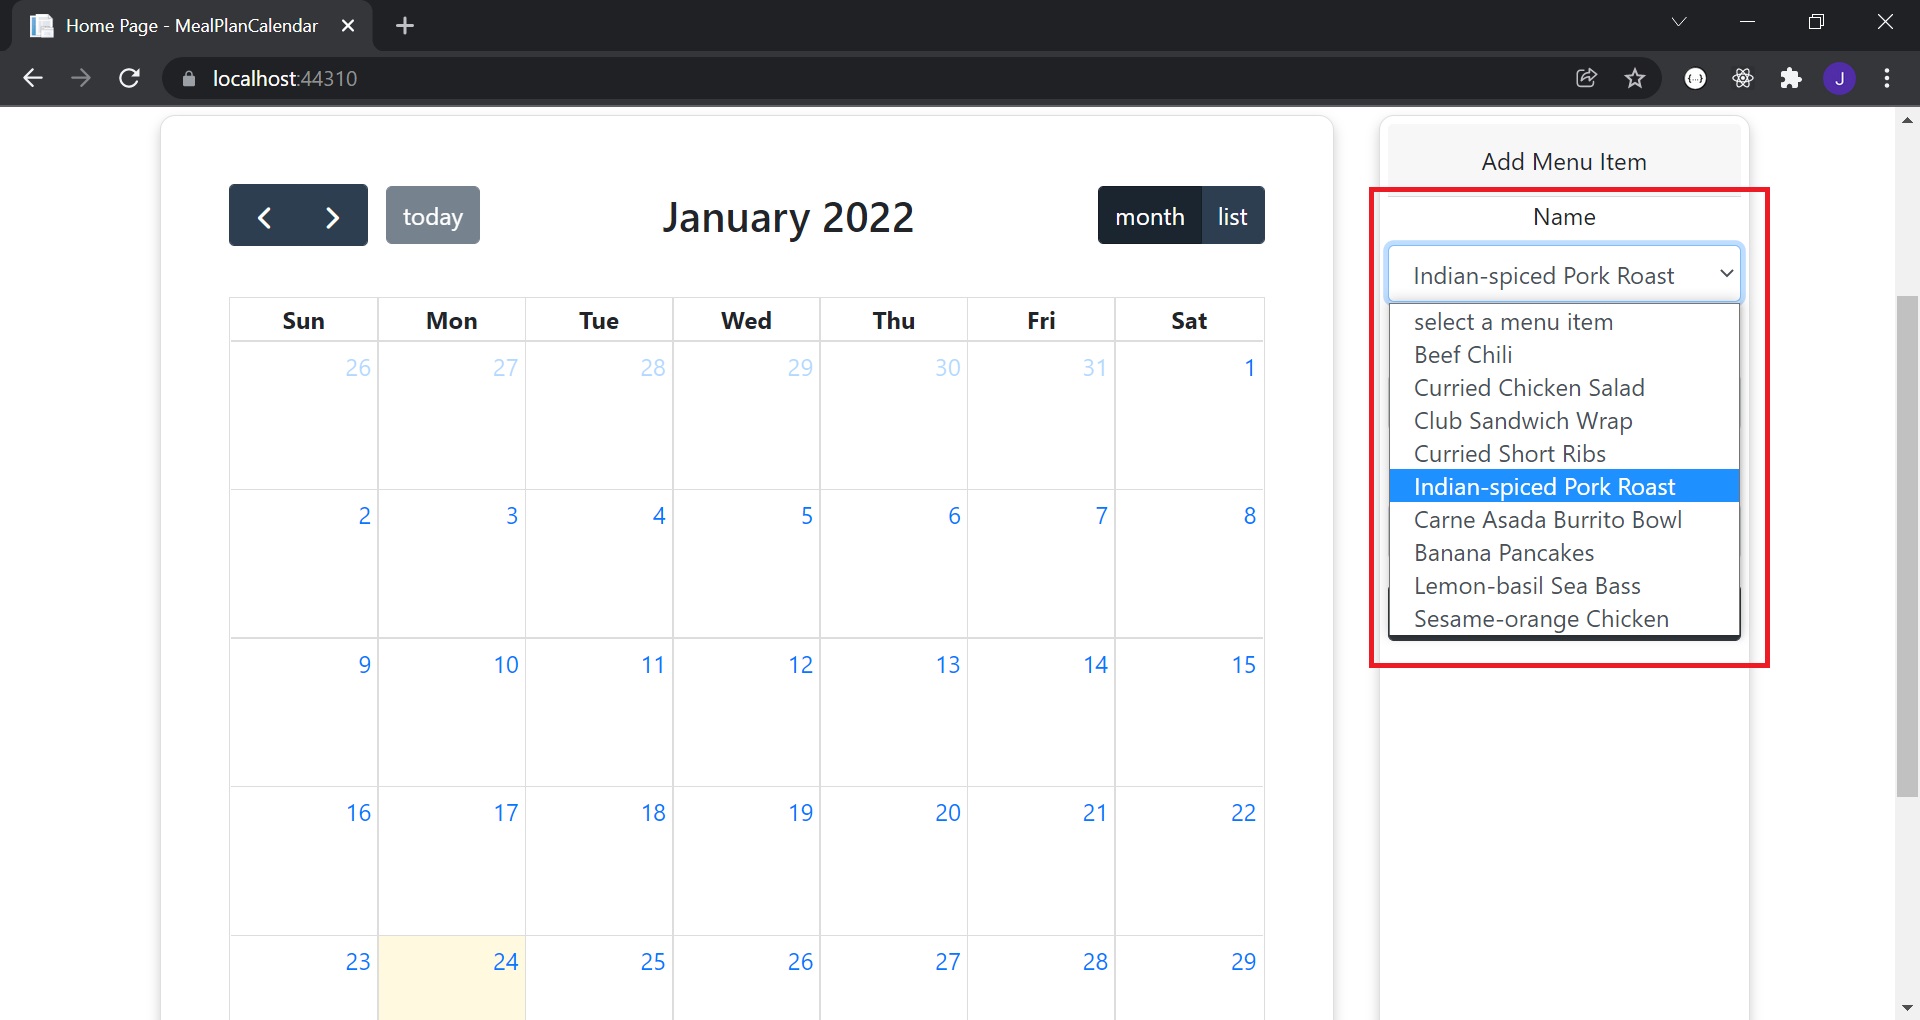 Home Page - MealPlanCalendar
localhost:44310
J
Add Menu Item
today
January 2022
month
list
Name
Indian-spiced Pork Roast
select a menu item
Beef Chili
Curried Chicken Salad
Club Sandwich Wrap
Curried Short Ribs
Indian-spiced Pork Roast
Carne Asada Burrito Bowl
Banana Pancakes
Lemon-basil Sea Bass
Sesame-orange Chicken
Sun Mon Tue Wed Thu Fri Sat
26 27 28 29 30 31 1
2 3 4 5 6 7 8
9 10 11 12 13 14 15
16 17 18 19 20 21 22
23 24 25 26 27 28 29